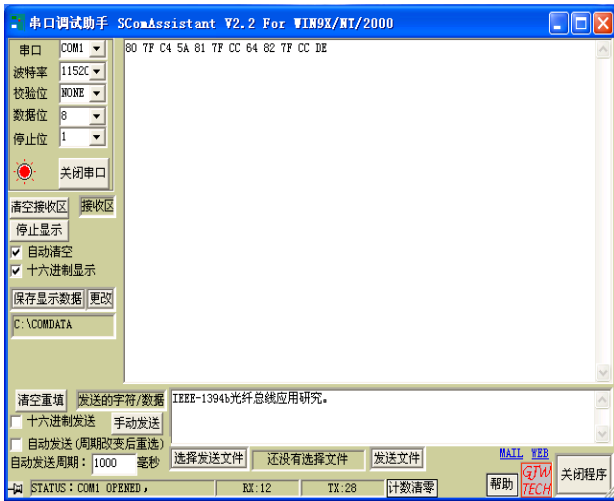 串口调试助手 SComAssistant V2.2 For WIN9X/NT/2000
串口 COM1
80 7F C4 5A 81 7F CC 64 82 7F CC DE
波特率 1152C
校验位 NONE
数据位 8
停止位 1
关闭串口
清空接收区 接收区
停止显示
自动清空
十六进制显示
保存显示数据 更改
C:\COMDATA
清空重填 发送的字符/数据 IEEE-1394b光纤总线应用研究。
十六进制发送 手动发送
自动发送(周期改变后重选)
自动发送周期: 1000 毫秒 选择发送文件 还没有选择文件 发送文件
MAIL WEB
STATUS：COM1 OPENED， RX:12 TX:28 计数清零 帮助 GJW TECH 关闭程序